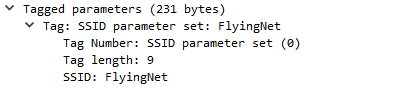 Tagged parameters (231 bytes)
Tag: SSID parameter set: FlyingNet
Tag Number: SSID parameter set (0)
Tag length: 9
SSID: FlyingNet